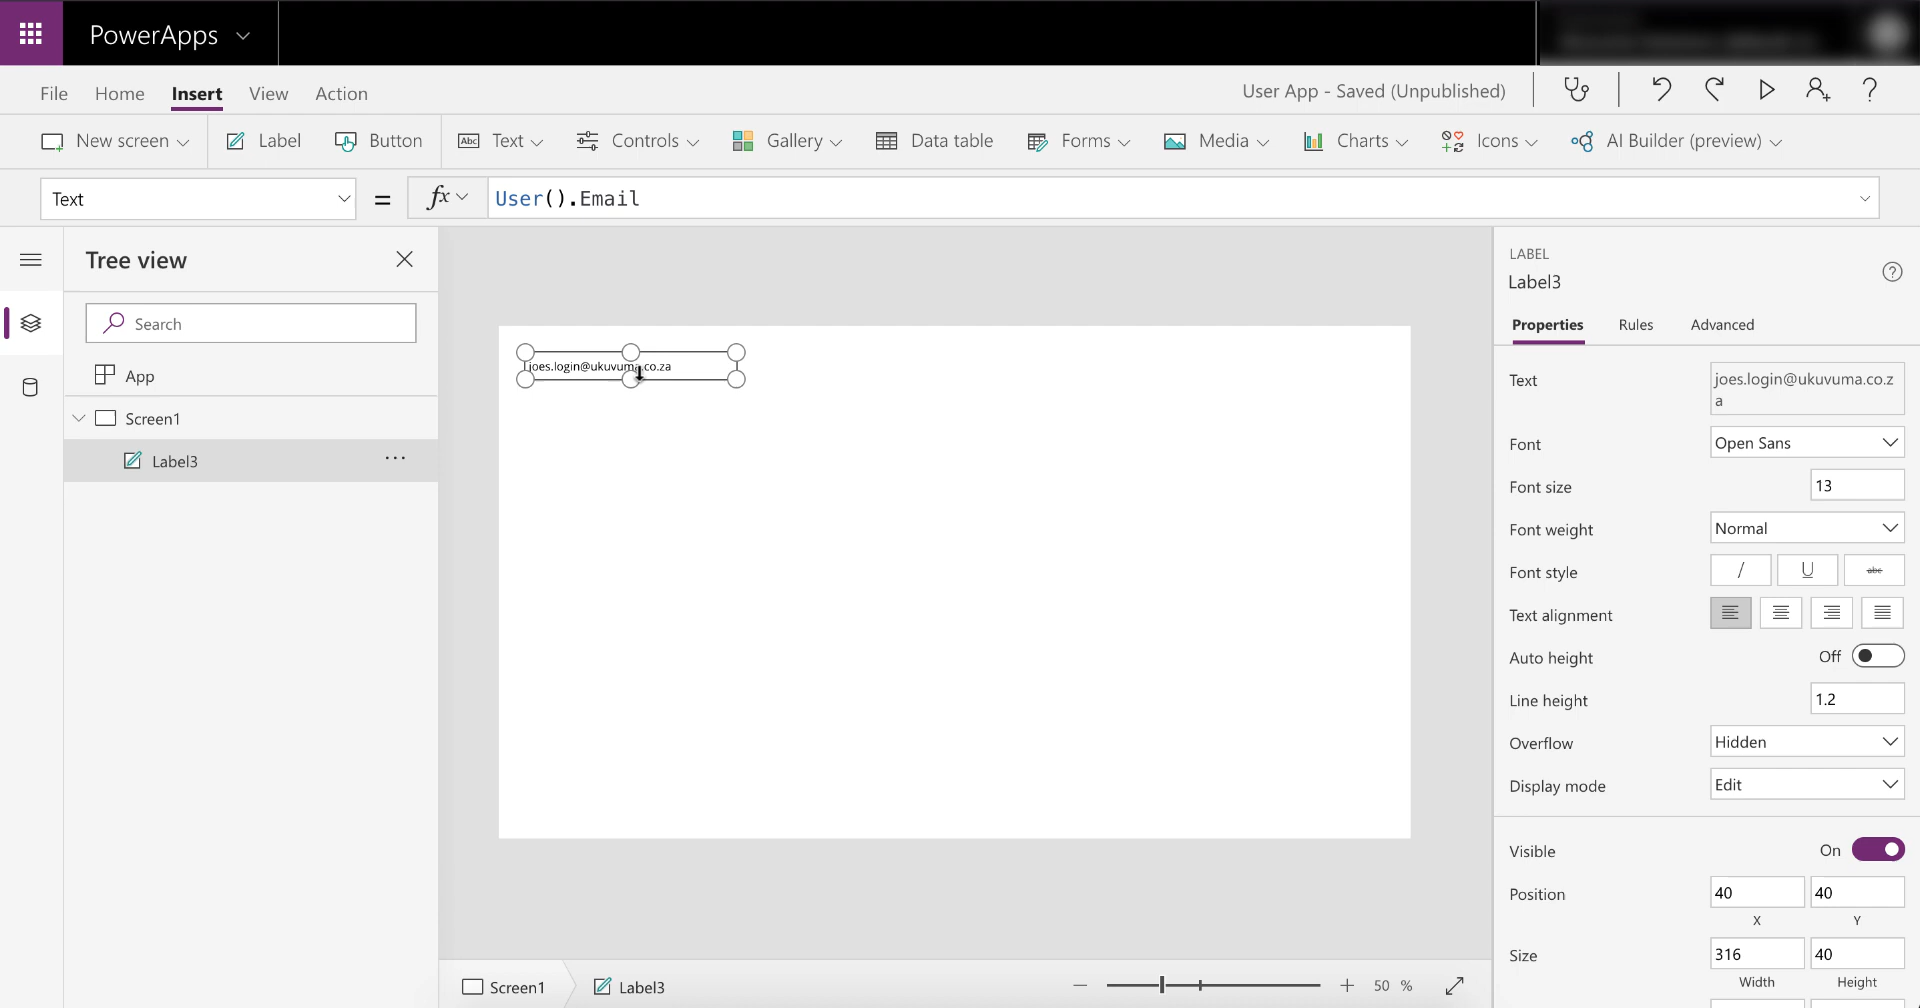 PowerApps
File Home Insert View Action
User App - Saved (Unpublished)
New screen Label Button Abc Text Controls Gallery Data table Forms Media Charts Icons AI Builder (preview)
Text = fx User().Email
Tree view
Search
App
Screen1
Label3
joes.login@ukuvuma.co.za
LABEL
Label3
Properties Rules Advanced
Text joes.login@ukuvuma.co.z
a
Font Open Sans
Font size 13
Font weight Normal
Font style / U abc
Text alignment
Auto height Off
Line height 1.2
Overflow Hidden
Display mode Edit
Visible On
Position 40 40
X Y
Size 316 40
Width Height
Screen1 Label3 50 %